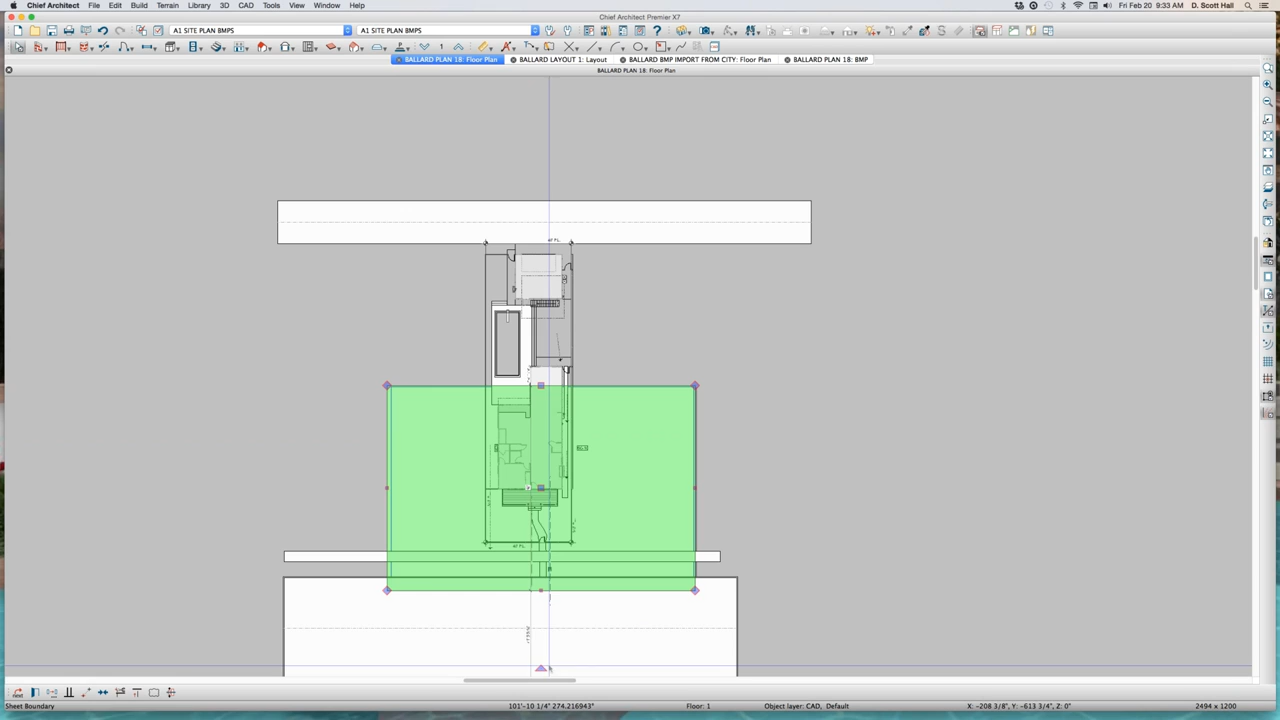 Chief Architect File Edit Build Terrain Library 3D CAD Tools View Window Help Fri Feb 20 9:33 AM D. Scott Hall
Chief Architect Premier X7
A1 SITE PLAN BMPS A1 SITE PLAN BMPS
BALLARD PLAN 18: Floor Plan BALLARD LAYOUT 1: Layout BALLARD BMP IMPORT FROM CITY: Floor Plan BALLARD PLAN 18: BMP
BALLARD PLAN 18: Floor Plan
Sheet Boundary 101'-10 1/4" 274.216943° Floor: 1 Object layer: CAD, Default X: -208 3/8", Y: -613 3/4", Z: 0" 2494 x 1200